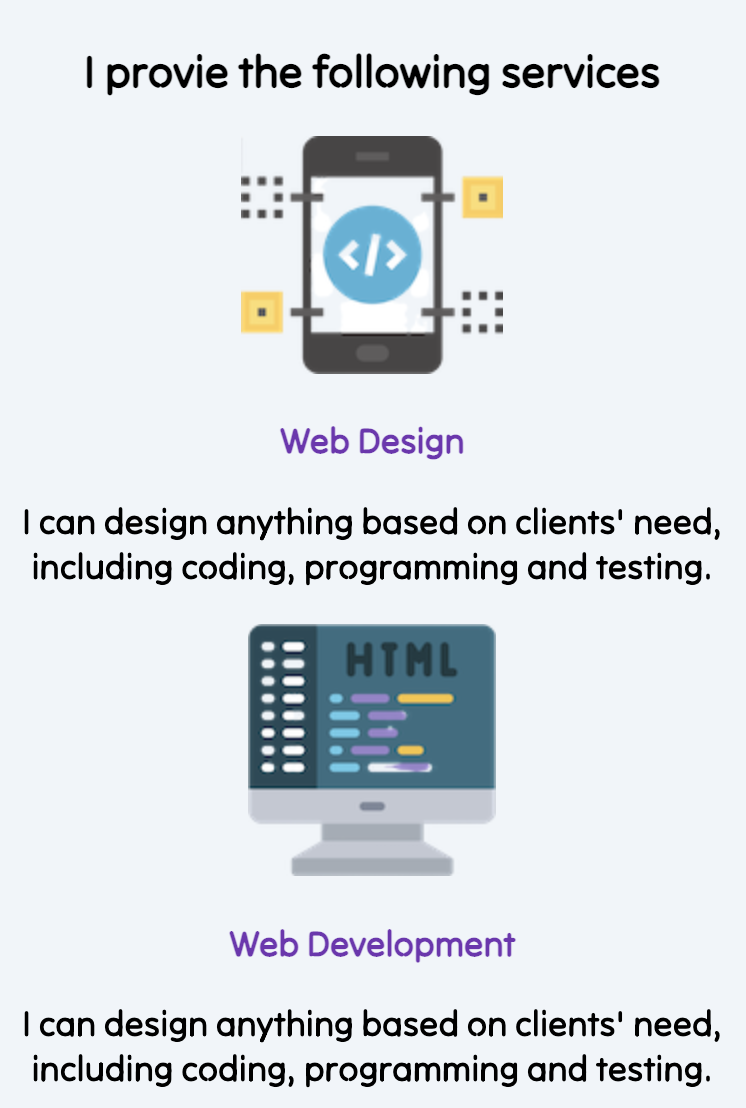 I provie the following services
</>
Web Design
I can design anything based on clients' need,
including coding, programming and testing.
HTML
Web Development
I can design anything based on clients' need,
including coding, programming and testing.